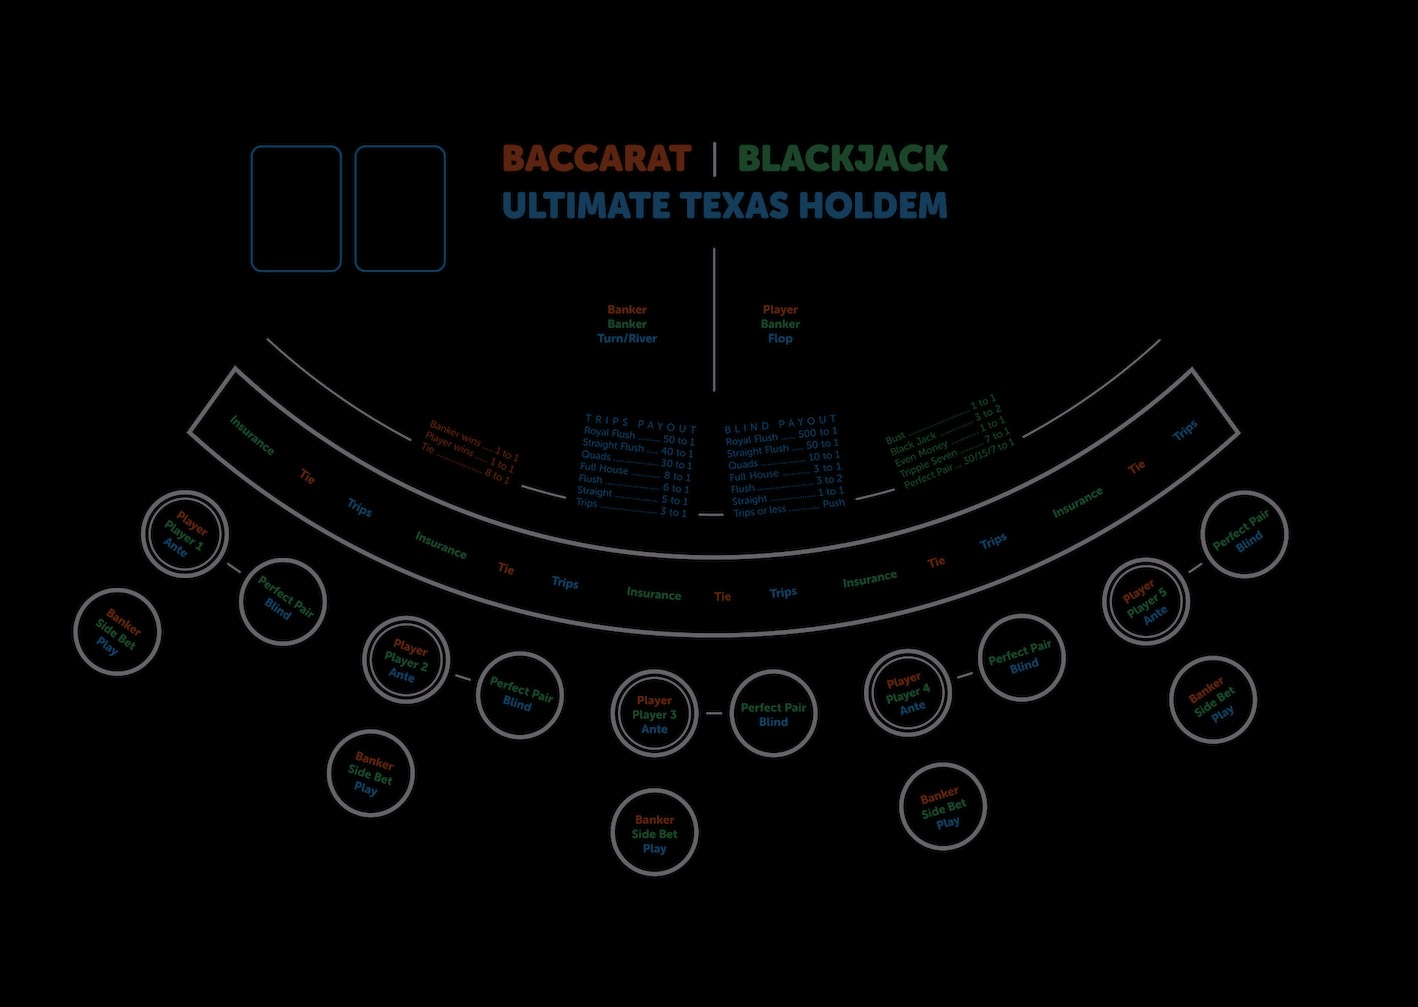 BACCARAT | BLACKJACK
ULTIMATE TEXAS HOLDEM
Banker
Banker
Turn/River
Player
Banker
Flop
Banker wins ..... 1 to 1
Player wins ..... 1 to 1
Tie .................. 8 to 1
TRIPS PAYOUT
Royal Flush ........ 50 to 1
Straight Flush .... 40 to 1
Quads ............... 30 to 1
Full House .......... 8 to 1
Flush .................. 6 to 1
Straight .............. 5 to 1
Trips ................... 3 to 1
BLIND PAYOUT
Royal Flush ..... 500 to 1
Straight Flush ... 50 to 1
Quads .............. 10 to 1
Full House ......... 3 to 1
Flush ................. 3 to 2
Straight ............. 1 to 1
Trips or less ........ Push
Bust .................... 1 to 1
Black Jack ......... 3 to 2
Even Money ....... 1 to 1
Tripple Seven ...... 7 to 1
Perfect Pair ... 30/15/7 to 1
Insurance
Tie
Trips
Insurance
Tie
Trips
Insurance
Tie
Trips
Insurance
Tie
Trips
Insurance
Tie
Trips
Player
Player 1
Ante
Perfect Pair
Blind
Banker
Side Bet
Play
Player
Player 2
Ante
Perfect Pair
Blind
Banker
Side Bet
Play
Player
Player 3
Ante
Perfect Pair
Blind
Banker
Side Bet
Play
Player
Player 4
Ante
Perfect Pair
Blind
Banker
Side Bet
Play
Player
Player 5
Ante
Perfect Pair
Blind
Banker
Side Bet
Play